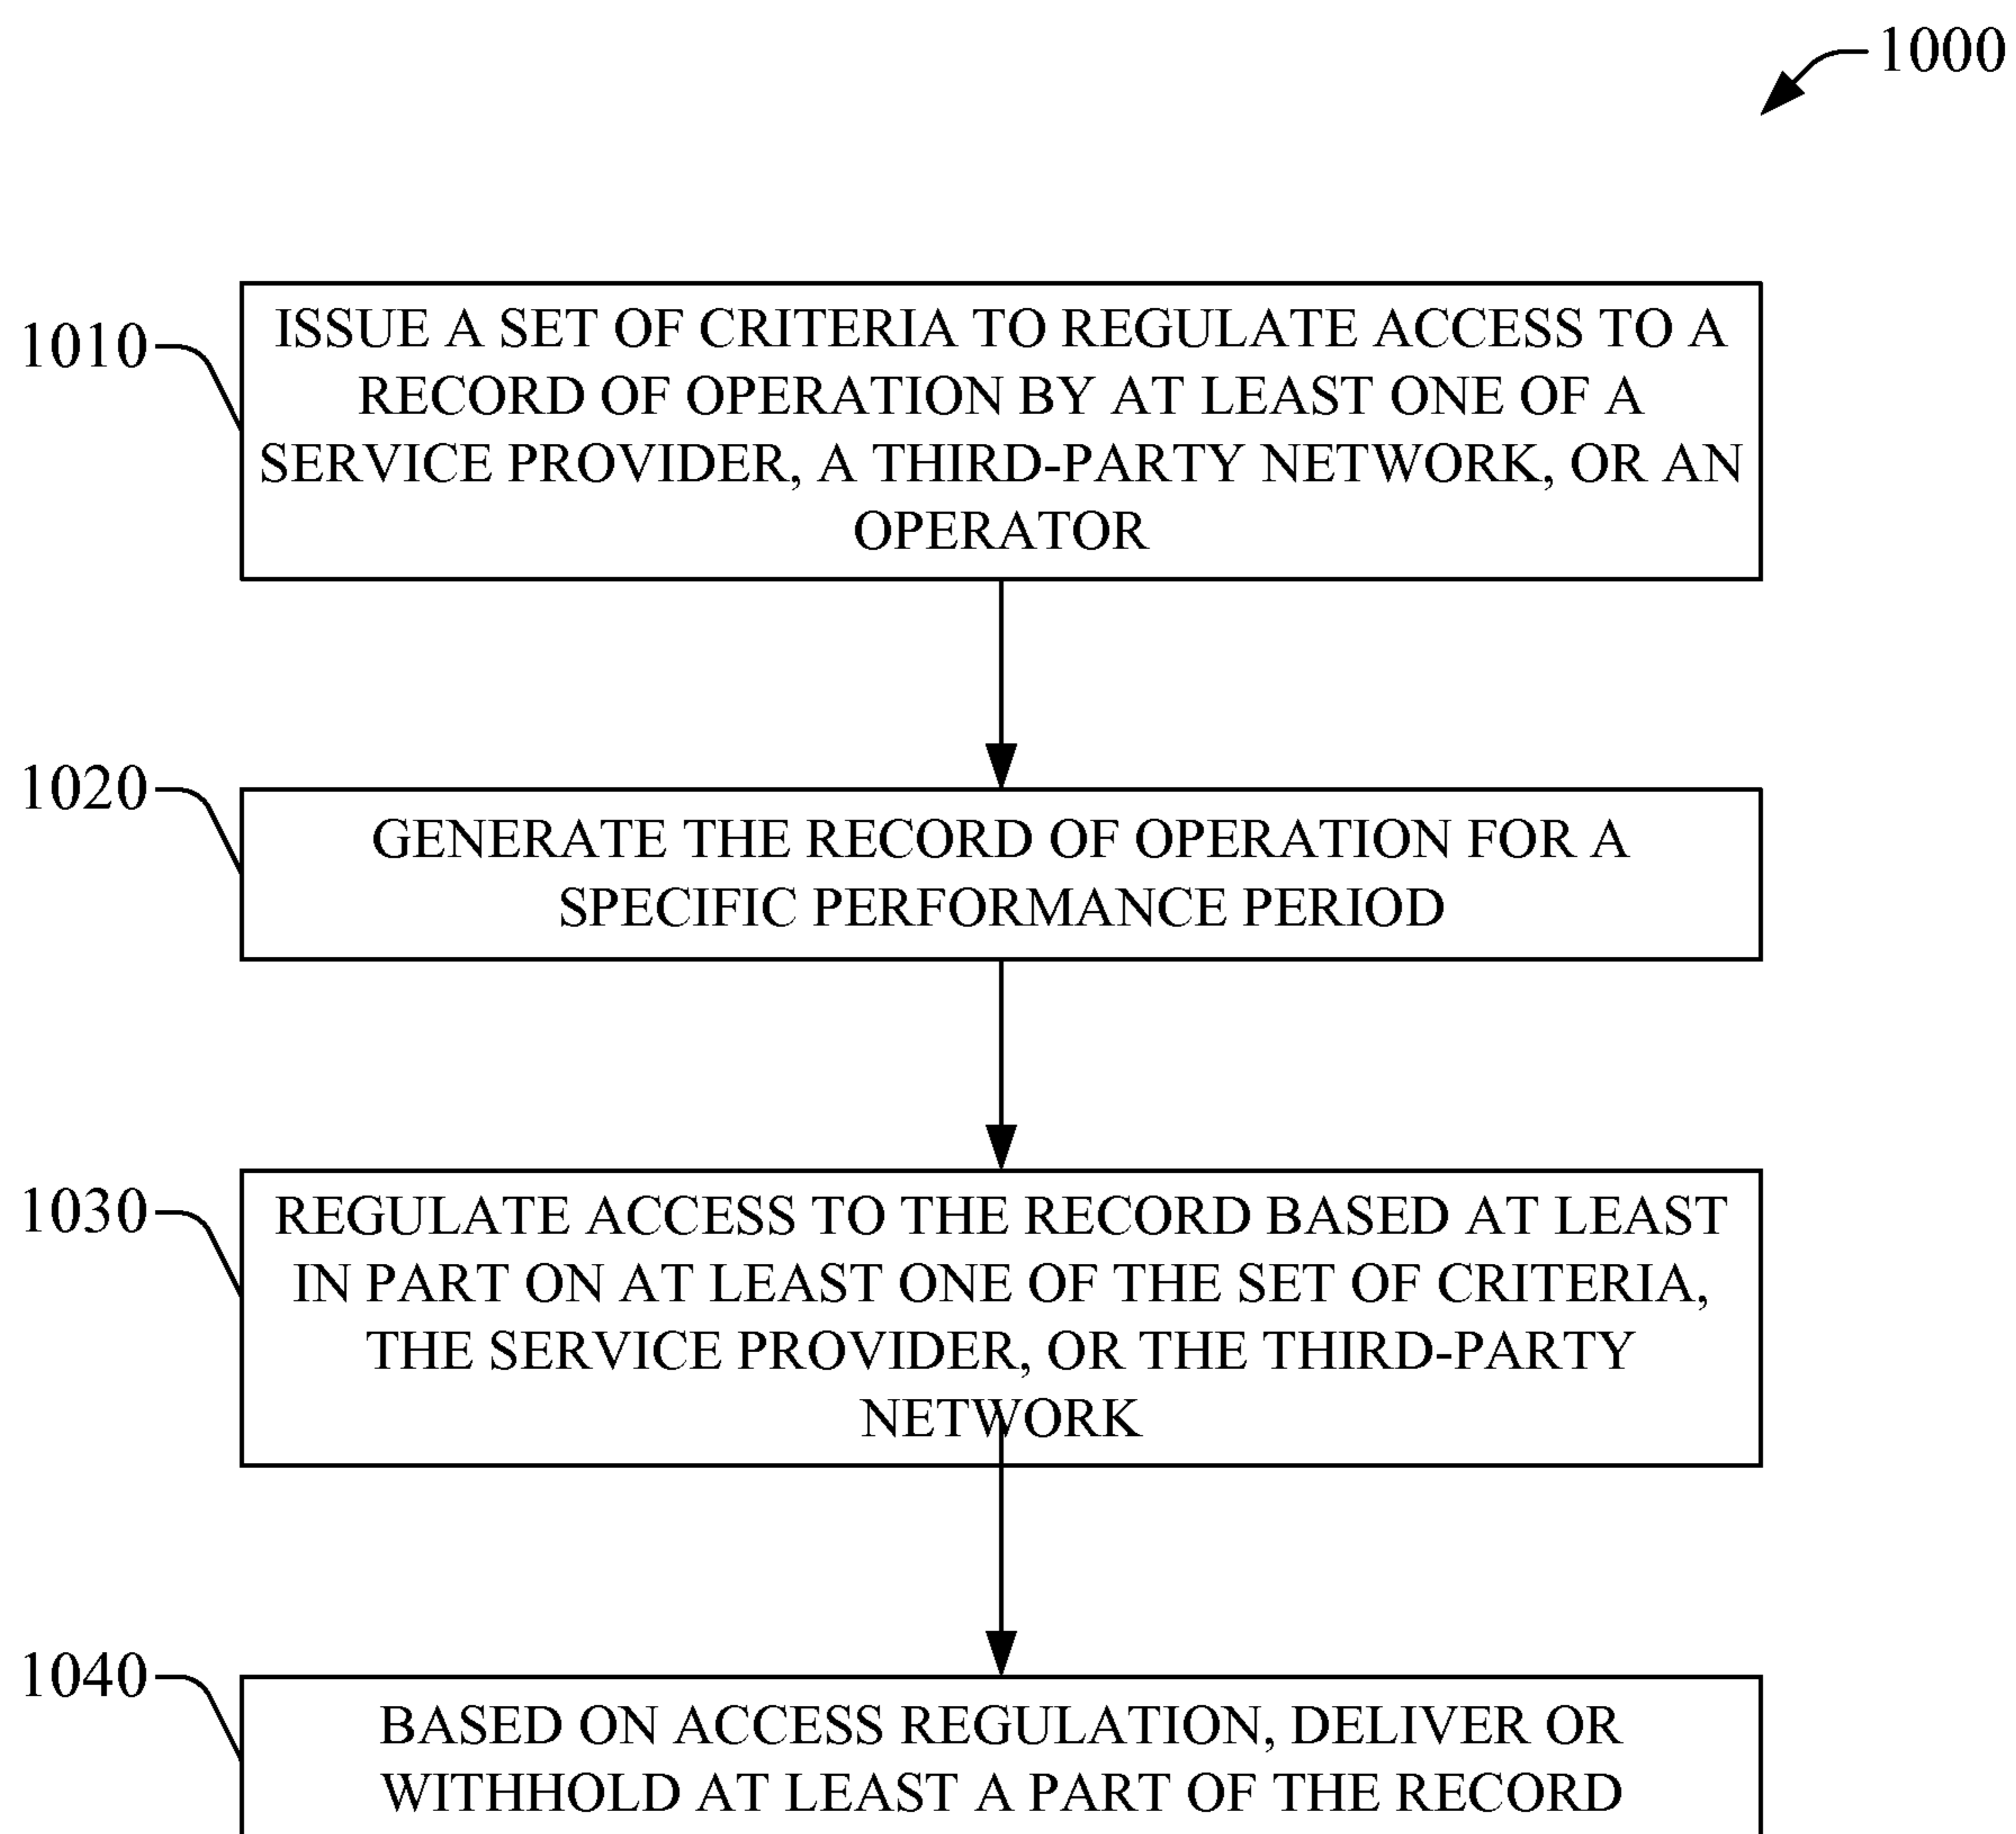 1000
1010
ISSUE A SET OF CRITERIA TO REGULATE ACCESS TO A
RECORD OF OPERATION BY AT LEAST ONE OF A
SERVICE PROVIDER, A THIRD-PARTY NETWORK, OR AN
OPERATOR
1020
GENERATE THE RECORD OF OPERATION FOR A
SPECIFIC PERFORMANCE PERIOD
1030
REGULATE ACCESS TO THE RECORD BASED AT LEAST
IN PART ON AT LEAST ONE OF THE SET OF CRITERIA,
THE SERVICE PROVIDER, OR THE THIRD-PARTY
NETWORK
1040
BASED ON ACCESS REGULATION, DELIVER OR
WITHHOLD AT LEAST A PART OF THE RECORD